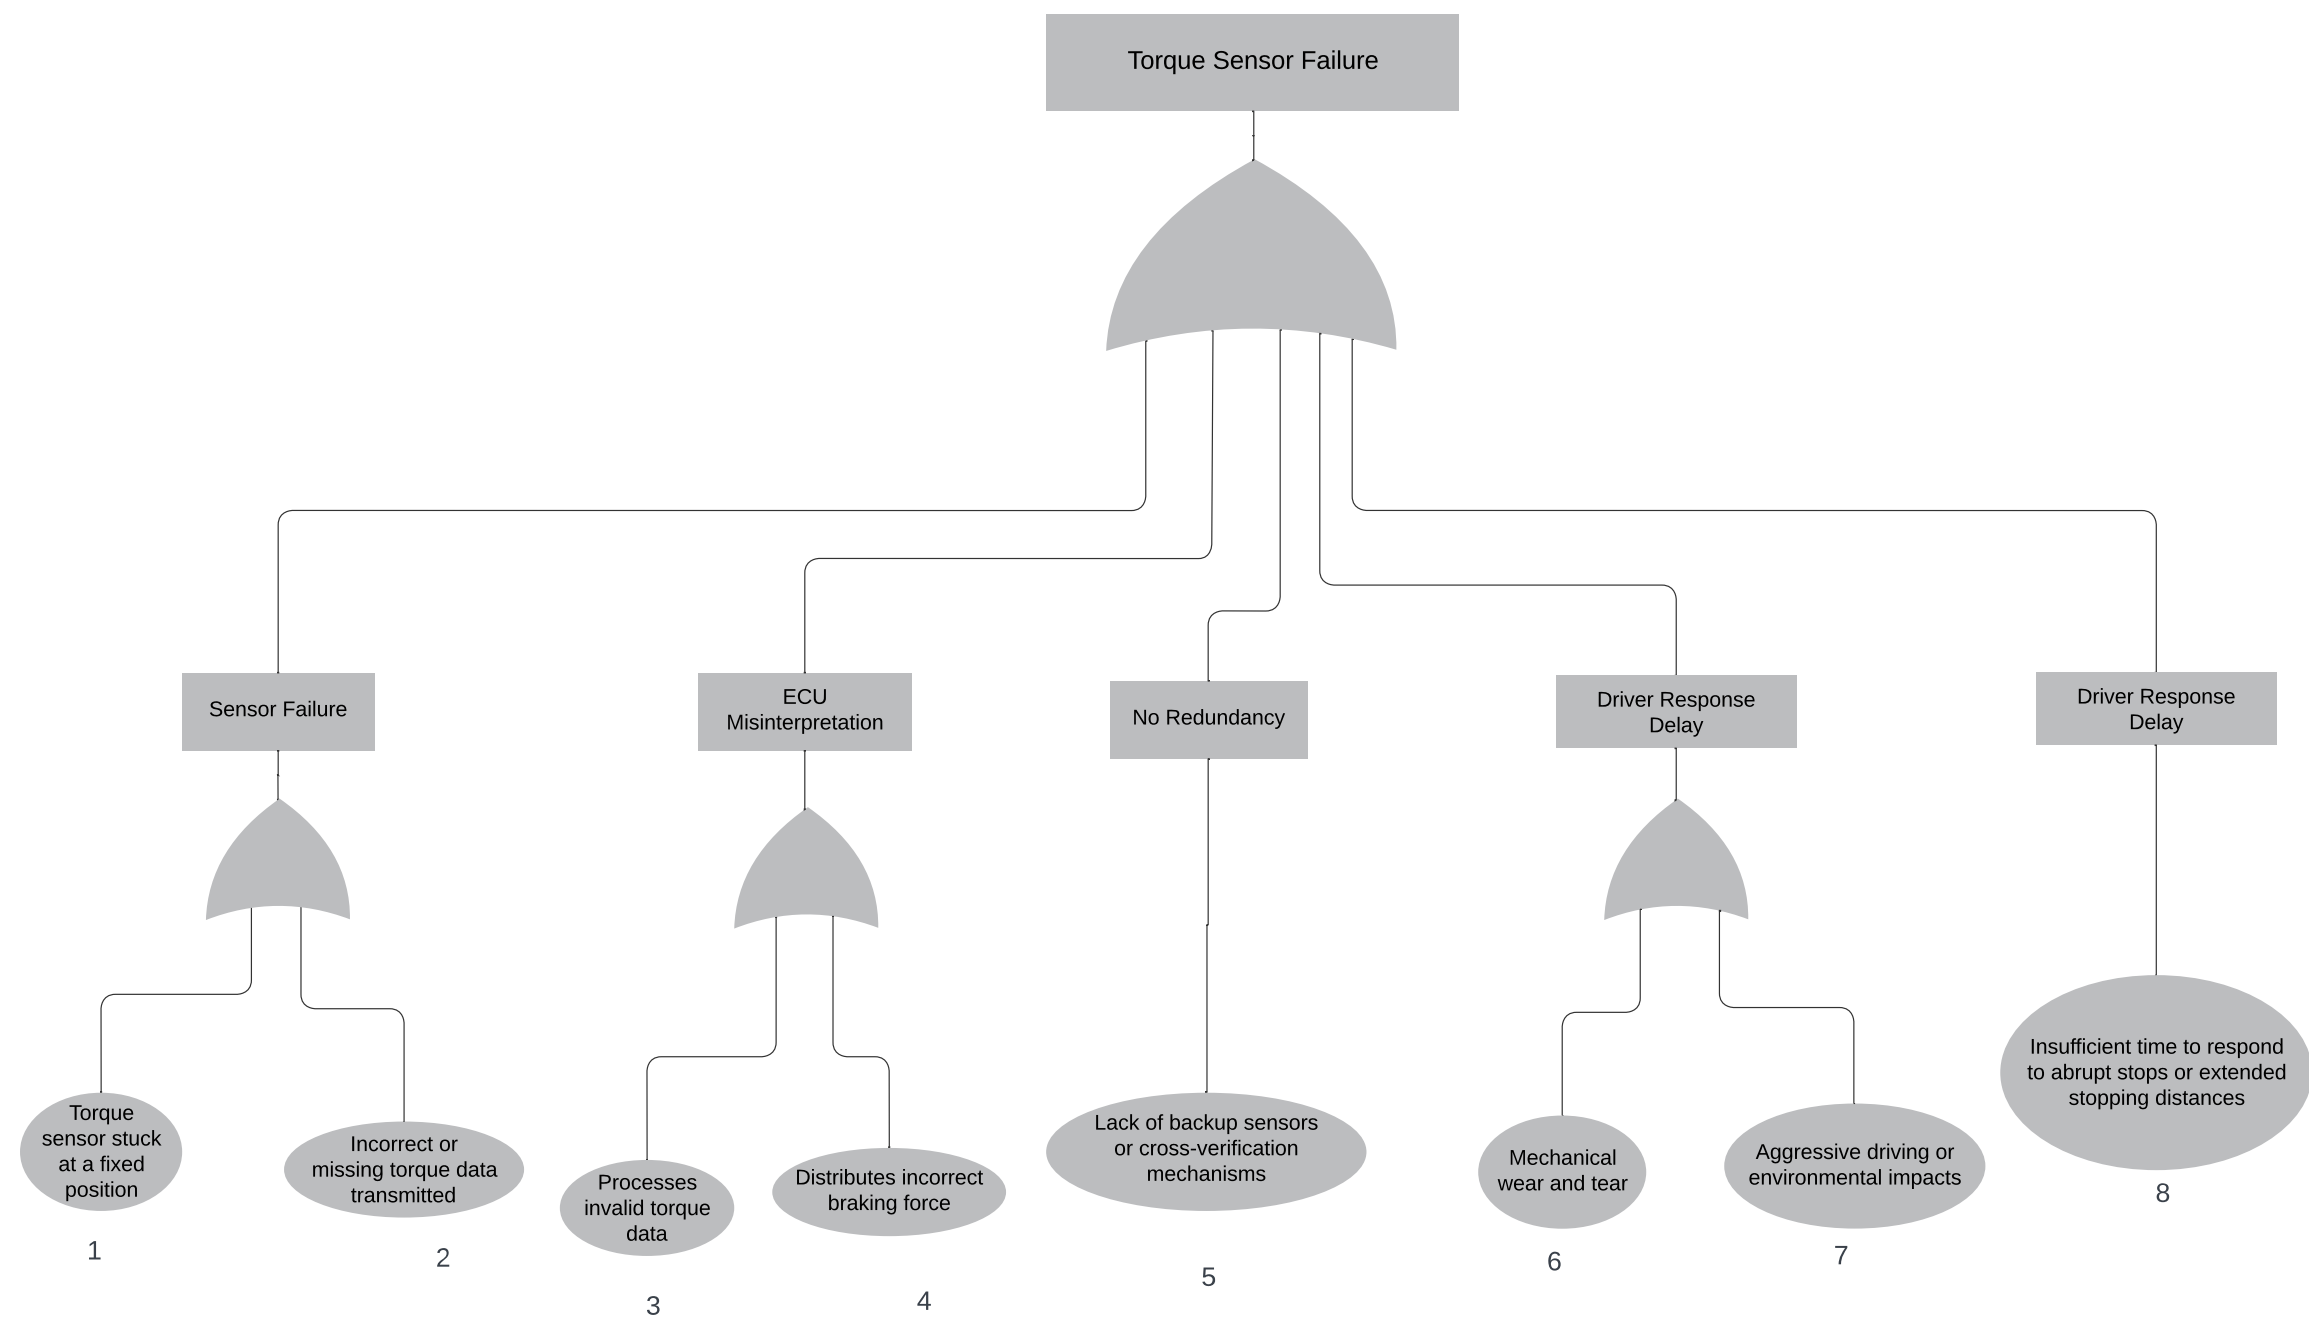 Torque Sensor Failure
Sensor Failure
ECU
Misinterpretation
No Redundancy
Driver Response
Delay
Driver Response
Delay
Torque
sensor stuck
at a fixed
position
1
Incorrect or
missing torque data
transmitted
2
Processes
invalid torque
data
3
Distributes incorrect
braking force
4
Lack of backup sensors
or cross-verification
mechanisms
5
Mechanical
wear and tear
6
Aggressive driving or
environmental impacts
7
Insufficient time to respond
to abrupt stops or extended
stopping distances
8